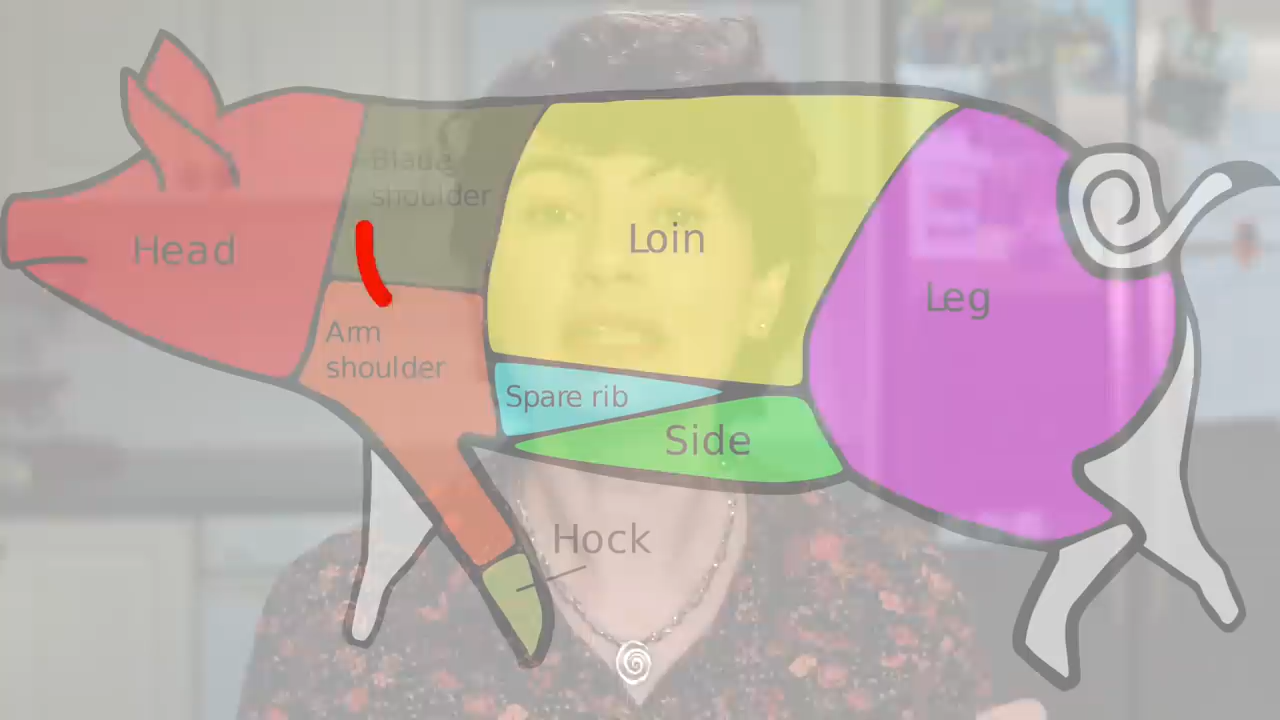 Blade
shoulder
Head
Loin
Leg
Arm
shoulder
Spare rib
Side
Hock